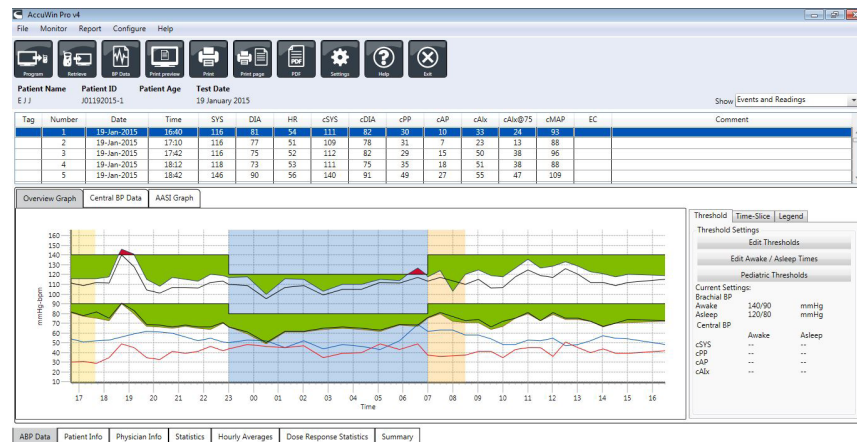 AccuWin Pro v4
File Monitor Report Configure Help
Program Retrieve BP Data Print preview Print Print page PDF Settings Help Exit
Patient Name Patient ID Patient Age Test Date
E J J J01192015-1 19 January 2015
Show Events and Readings
Tag Number Date Time SYS DIA HR cSYS cDIA cPP cAP cAIx cAIx@75 cMAP EC Comment
1 19-Jan-2015 16:40 116 81 54 111 82 30 10 33 24 93
2 19-Jan-2015 17:10 116 77 51 109 78 31 7 23 13 88
3 19-Jan-2015 17:42 116 75 52 112 82 29 15 50 38 96
4 19-Jan-2015 18:12 118 73 53 111 75 35 18 51 38 88
5 19-Jan-2015 18:42 146 90 56 140 91 49 27 55 47 109
Overview Graph Central BP Data AASI Graph
160
150
140
130
120
110
100
90
80
70
60
50
40
30
20
10
mmHg-bpm
17 18 19 20 21 22 23 00 01 02 03 04 05 06 07 08 09 10 11 12 13 14 15 16
Time
Threshold Time-Slice Legend
Threshold Settings
Edit Thresholds
Edit Awake / Asleep Times
Pediatric Thresholds
Current Settings:
Brachial BP
Awake 140/90 mmHg
Asleep 120/80 mmHg
Central BP
Awake Asleep
cSYS -- --
cPP -- --
cAP -- --
cAIx -- --
ABP Data Patient Info Physician Info Statistics Hourly Averages Dose Response Statistics Summary